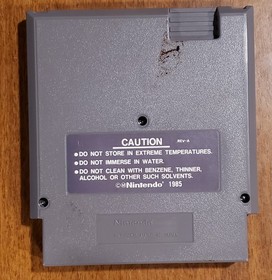 CAUTION REV-A
●DO NOT STORE IN EXTREME TEMPERATURES.
●DO NOT IMMERSE IN WATER.
●DO NOT CLEAN WITH BENZENE, THINNER,
ALCOHOL OR OTHER SUCH SOLVENTS.
©®Nintendo 1985